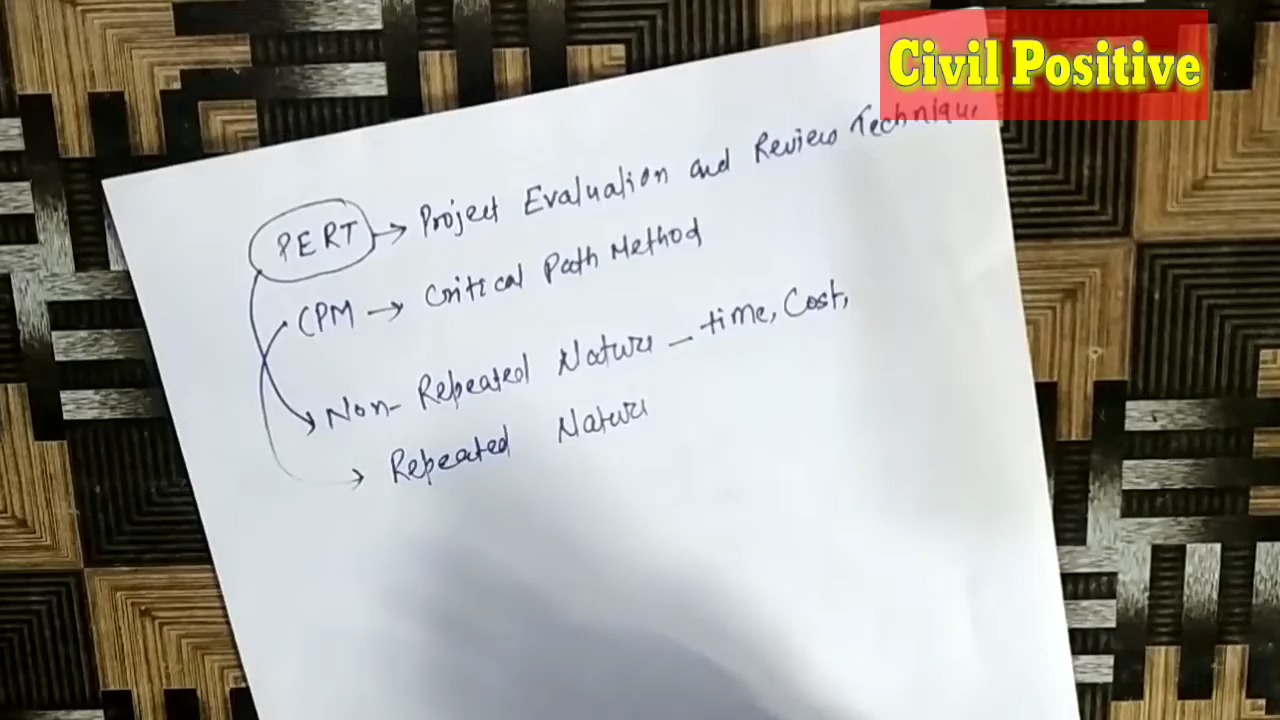 Civil Positive
PERT → Project Evaluation and Review Technique
CPM → Critical Path Method
Non-Repeated Nature - time, Cost,
Repeated Nature